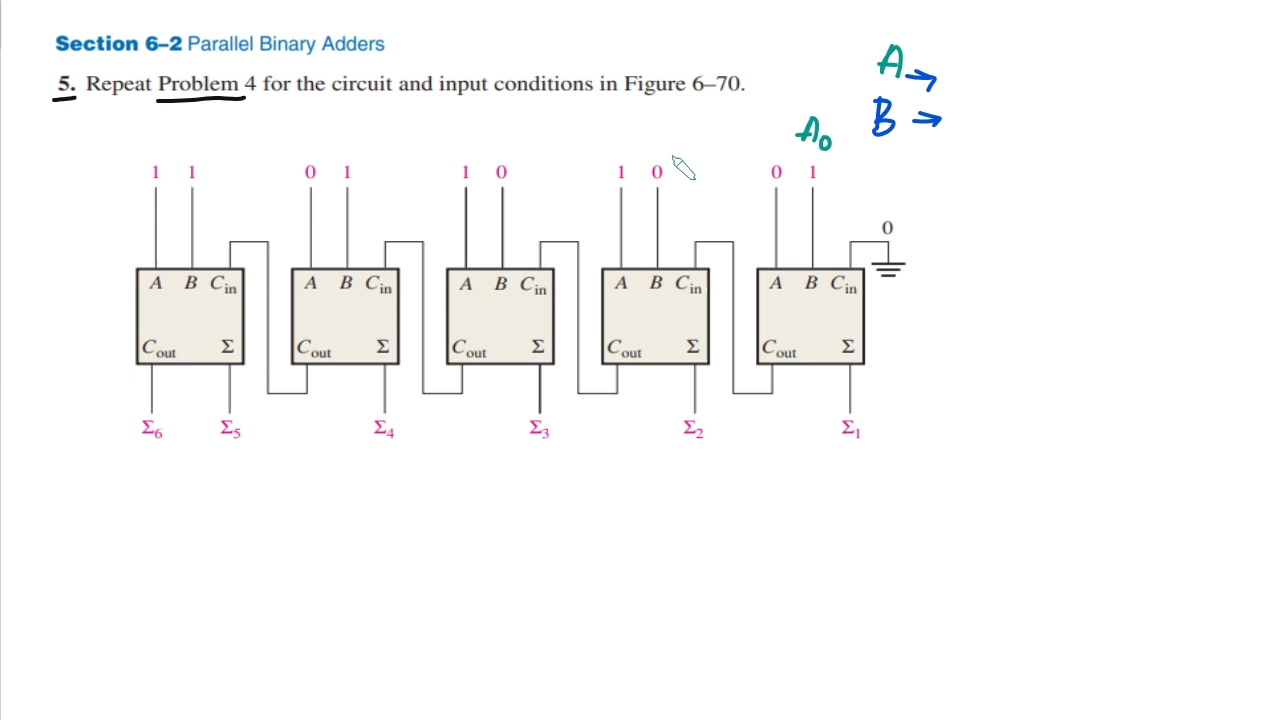 Section 6–2 Parallel Binary Adders
5. Repeat Problem 4 for the circuit and input conditions in Figure 6–70.
A →
B →
A0
1 1 0 1 1 0 1 0 0 1
0
A B Cin A B Cin A B Cin A B Cin A B Cin
Cout Σ Cout Σ Cout Σ Cout Σ Cout Σ
Σ6 Σ5 Σ4 Σ3 Σ2 Σ1